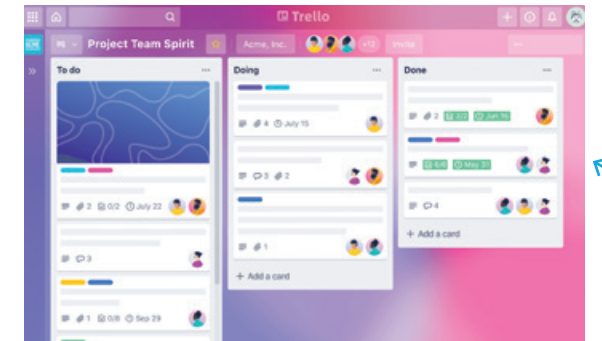 Trello
Project Team Spirit
Acme, Inc.
+12
Invite
To do
2
0/2
July 22
3
1
0/8
Sep 29
Doing
4
July 15
3
2
1
+ Add a card
Done
2
3/3
Jun 16
6/6
May 31
4
+ Add a card